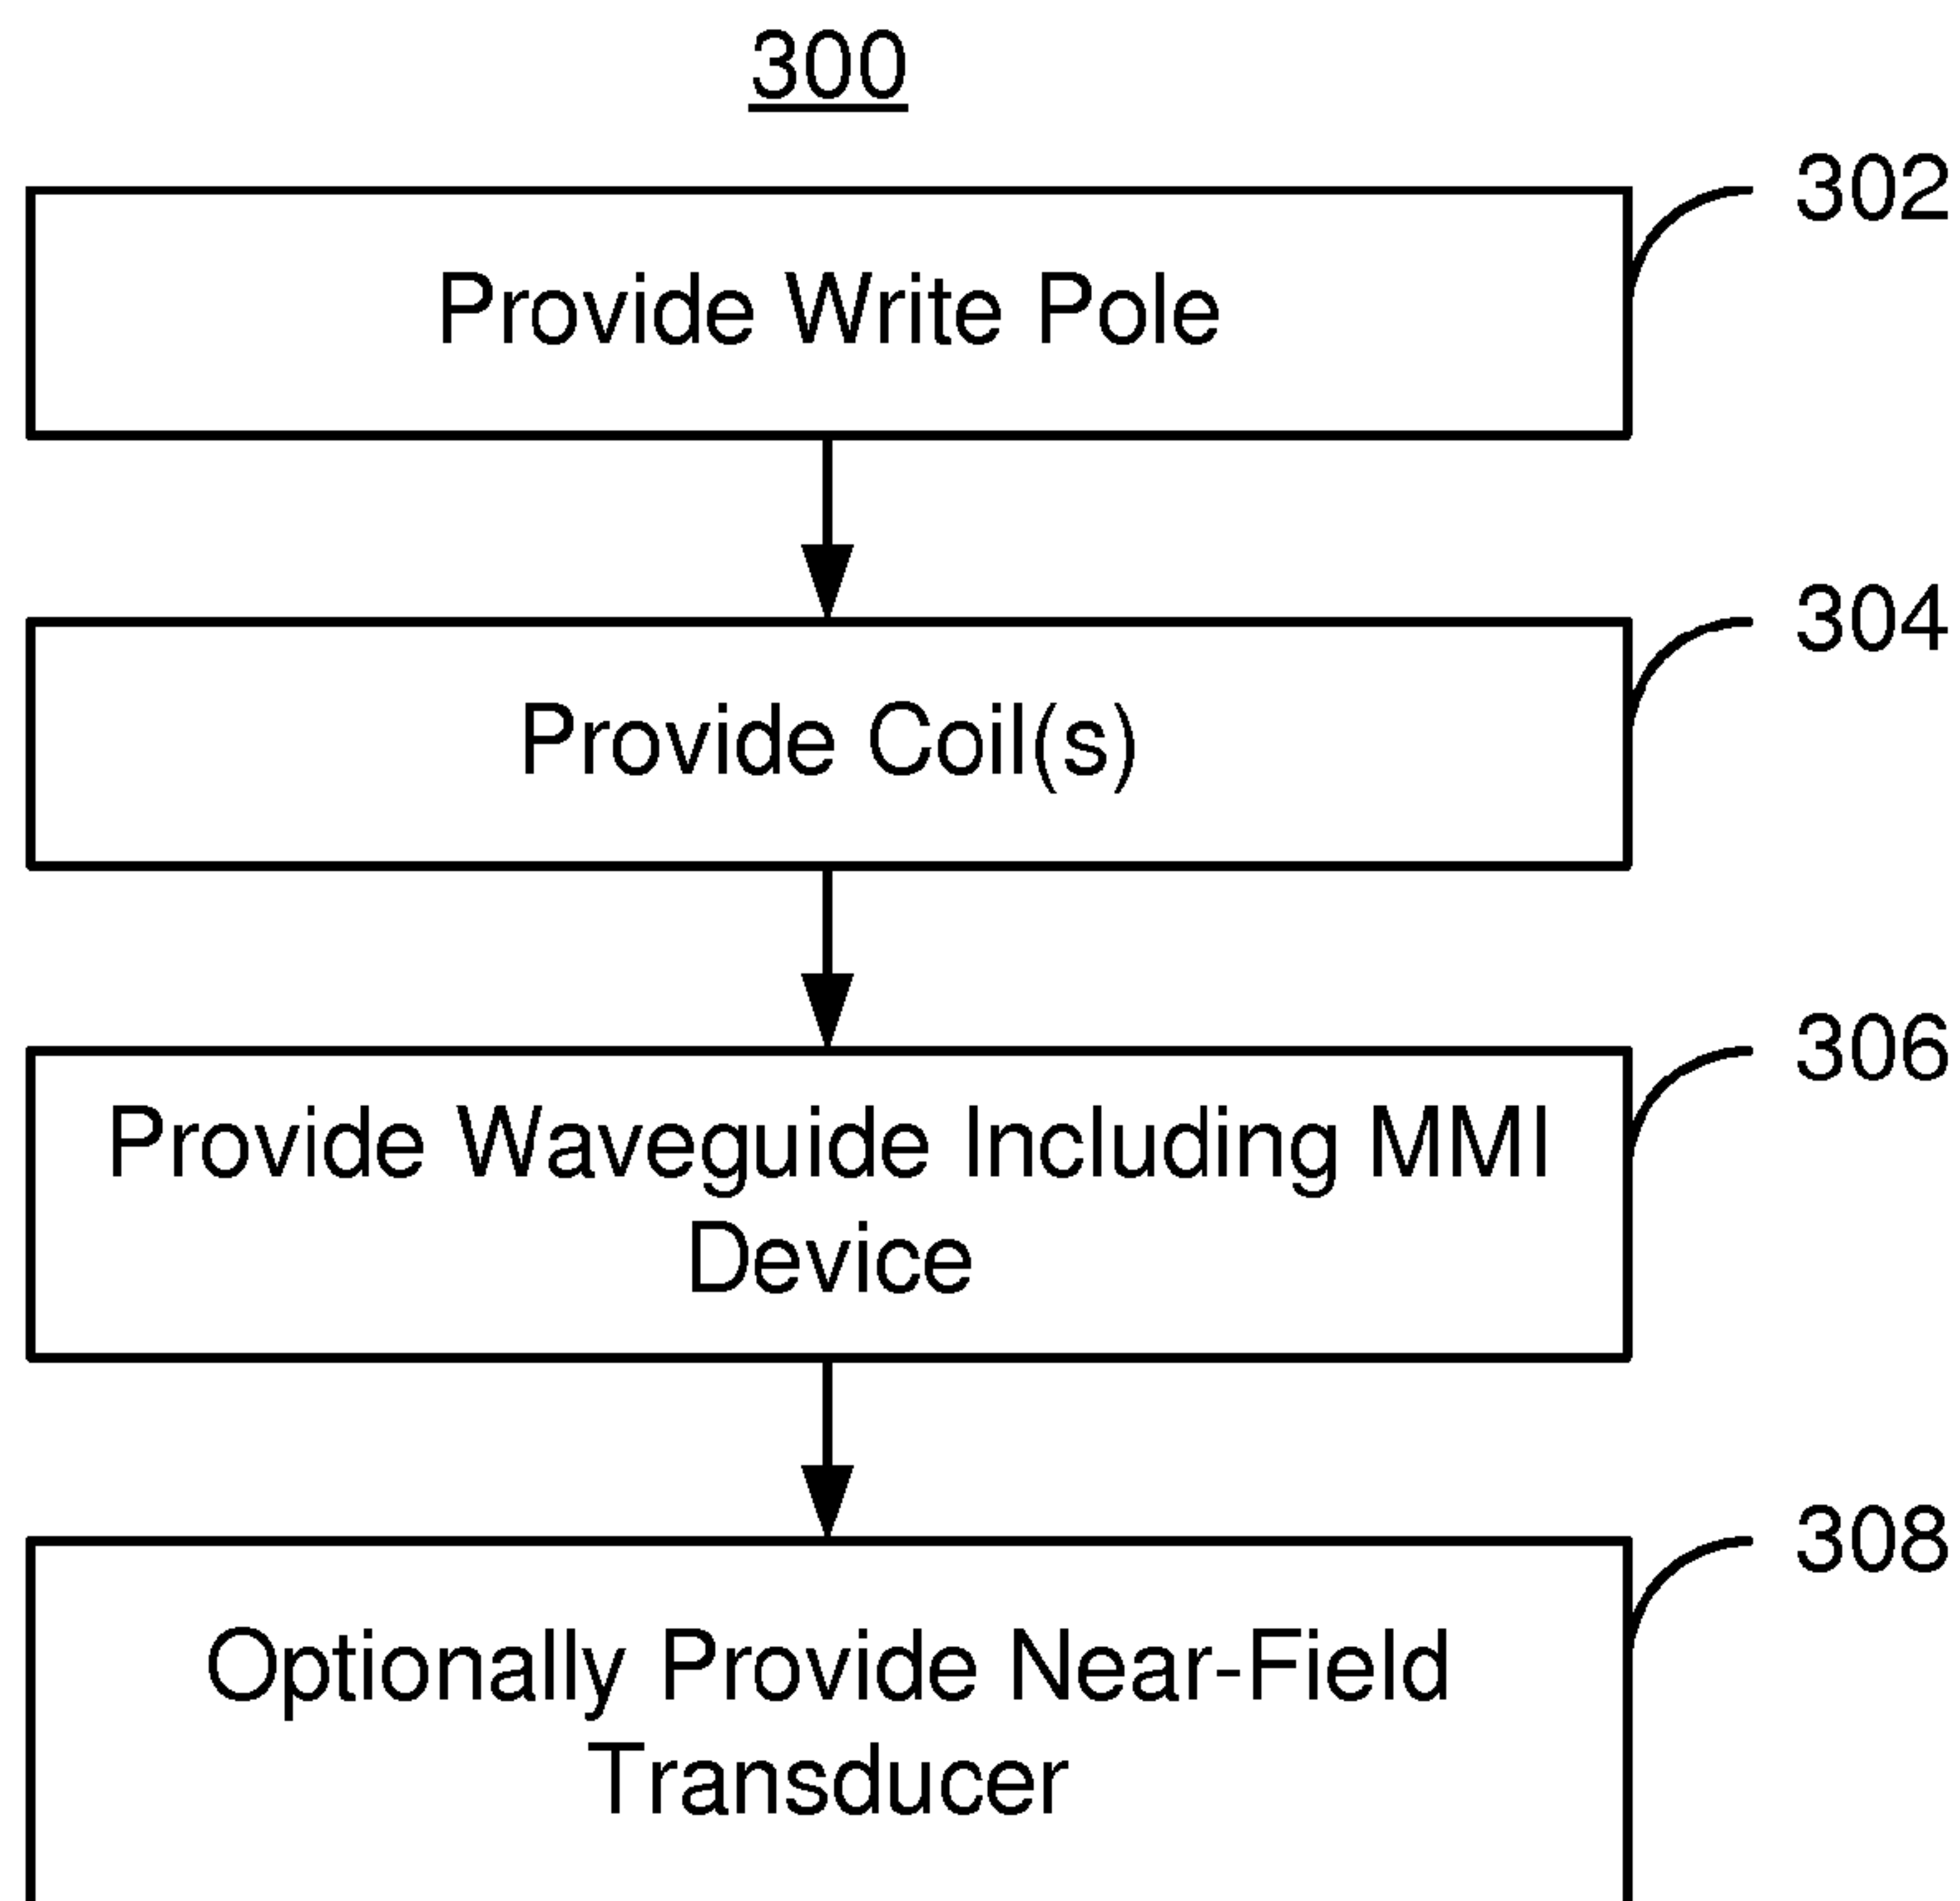 300
302
Provide Write Pole
304
Provide Coil(s)
306
Provide Waveguide Including MMI
Device
308
Optionally Provide Near-Field
Transducer